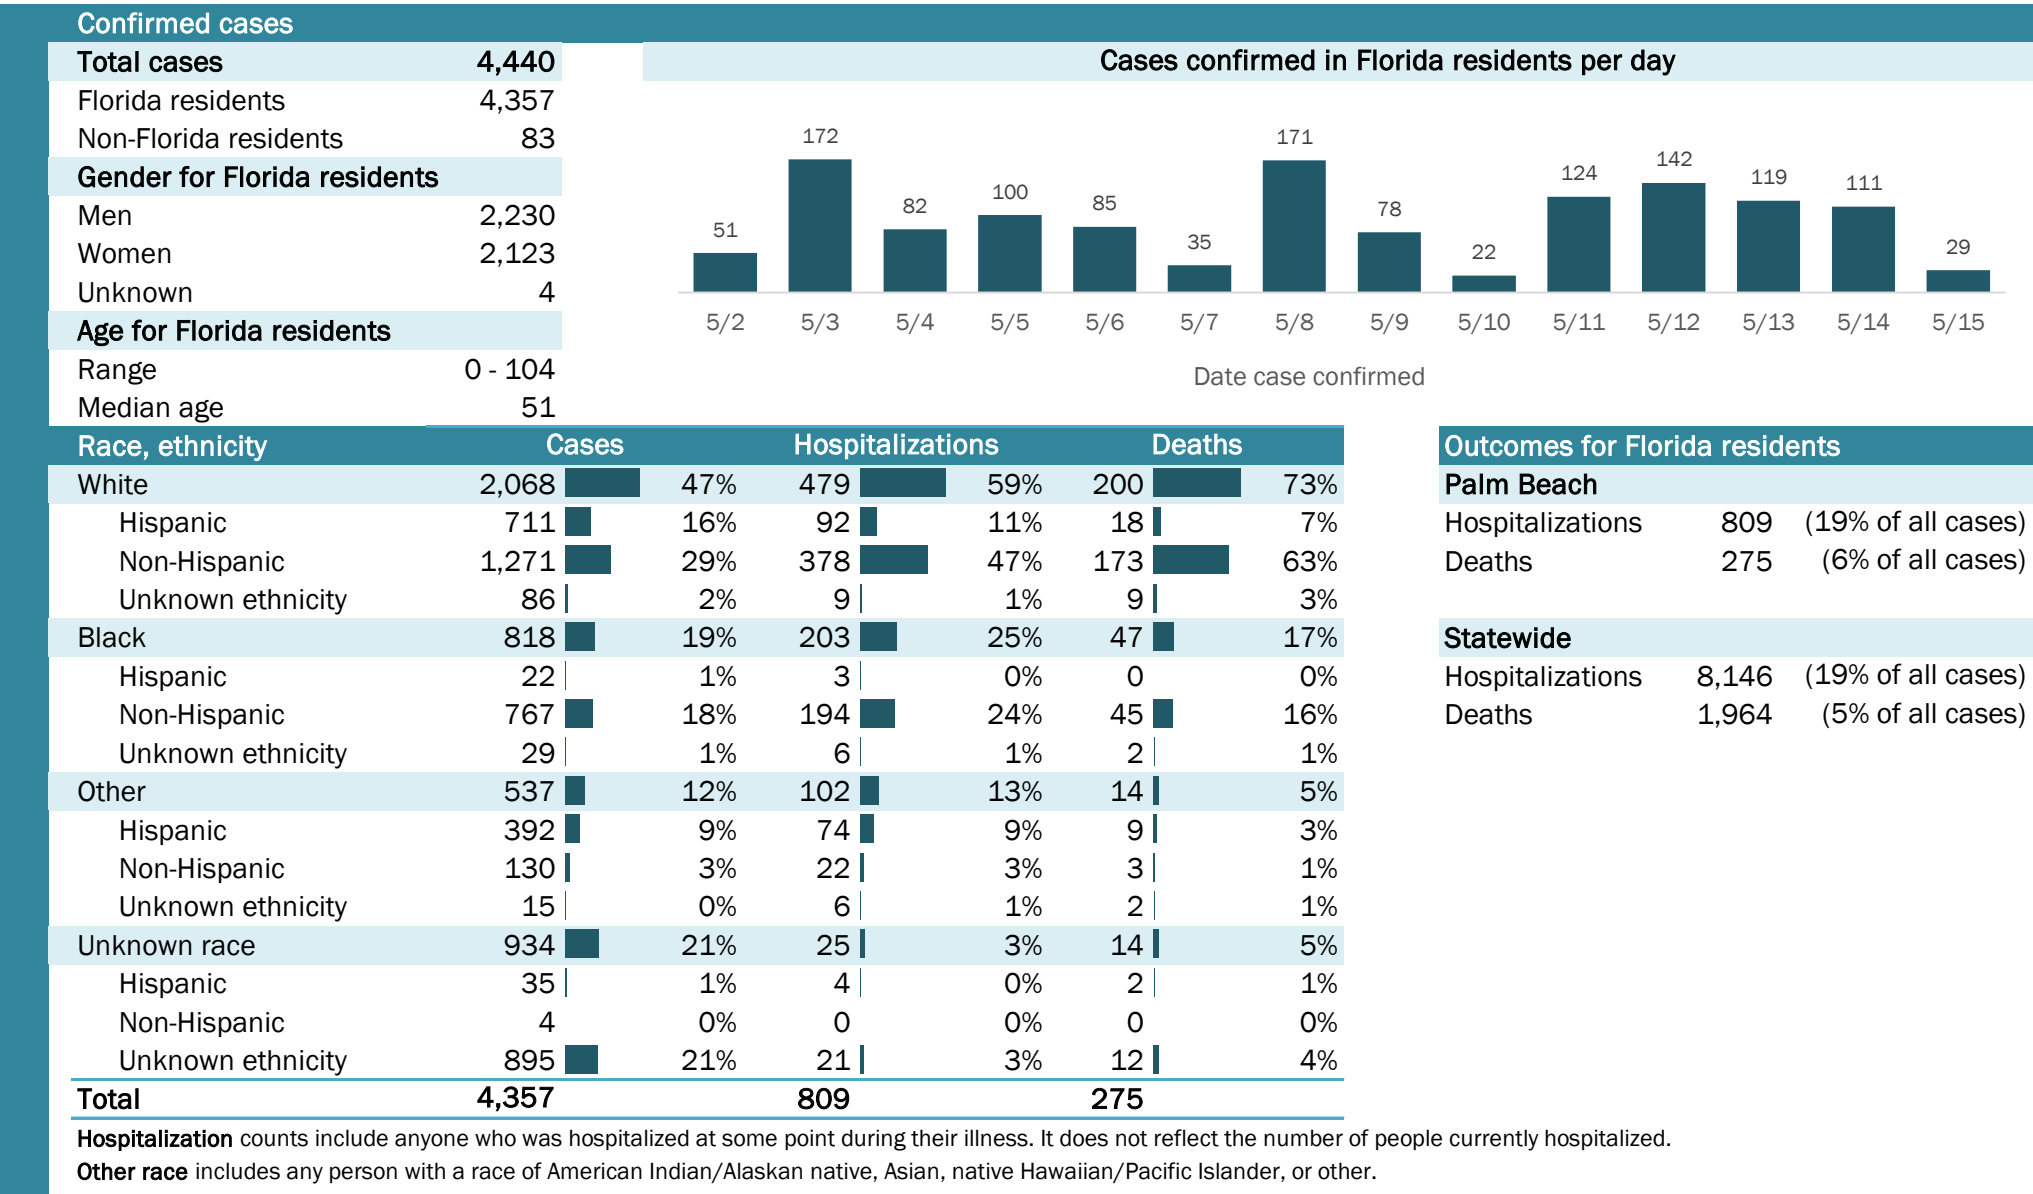 Confirmed cases
Total cases 4,440
Florida residents 4,357
Non-Florida residents 83
Gender for Florida residents
Men 2,230
Women 2,123
Unknown 4
Age for Florida residents
Range 0 - 104
Median age 51
Cases confirmed in Florida residents per day
51 172 82 100 85 35 171 78 22 124 142 119 111 29
5/2 5/3 5/4 5/5 5/6 5/7 5/8 5/9 5/10 5/11 5/12 5/13 5/14 5/15
Date case confirmed
Race, ethnicity Cases Hospitalizations Deaths
White 2,068 47% 479 59% 200 73%
Hispanic 711 16% 92 11% 18 7%
Non-Hispanic 1,271 29% 378 47% 173 63%
Unknown ethnicity 86 2% 9 1% 9 3%
Black 818 19% 203 25% 47 17%
Hispanic 22 1% 3 0% 0 0%
Non-Hispanic 767 18% 194 24% 45 16%
Unknown ethnicity 29 1% 6 1% 2 1%
Other 537 12% 102 13% 14 5%
Hispanic 392 9% 74 9% 9 3%
Non-Hispanic 130 3% 22 3% 3 1%
Unknown ethnicity 15 0% 6 1% 2 1%
Unknown race 934 21% 25 3% 14 5%
Hispanic 35 1% 4 0% 2 1%
Non-Hispanic 4 0% 0 0% 0 0%
Unknown ethnicity 895 21% 21 3% 12 4%
Total 4,357 809 275
Outcomes for Florida residents
Palm Beach
Hospitalizations 809 (19% of all cases)
Deaths 275 (6% of all cases)
Statewide
Hospitalizations 8,146 (19% of all cases)
Deaths 1,964 (5% of all cases)
Hospitalization counts include anyone who was hospitalized at some point during their illness. It does not reflect the number of people currently hospitalized.
Other race includes any person with a race of American Indian/Alaskan native, Asian, native Hawaiian/Pacific Islander, or other.